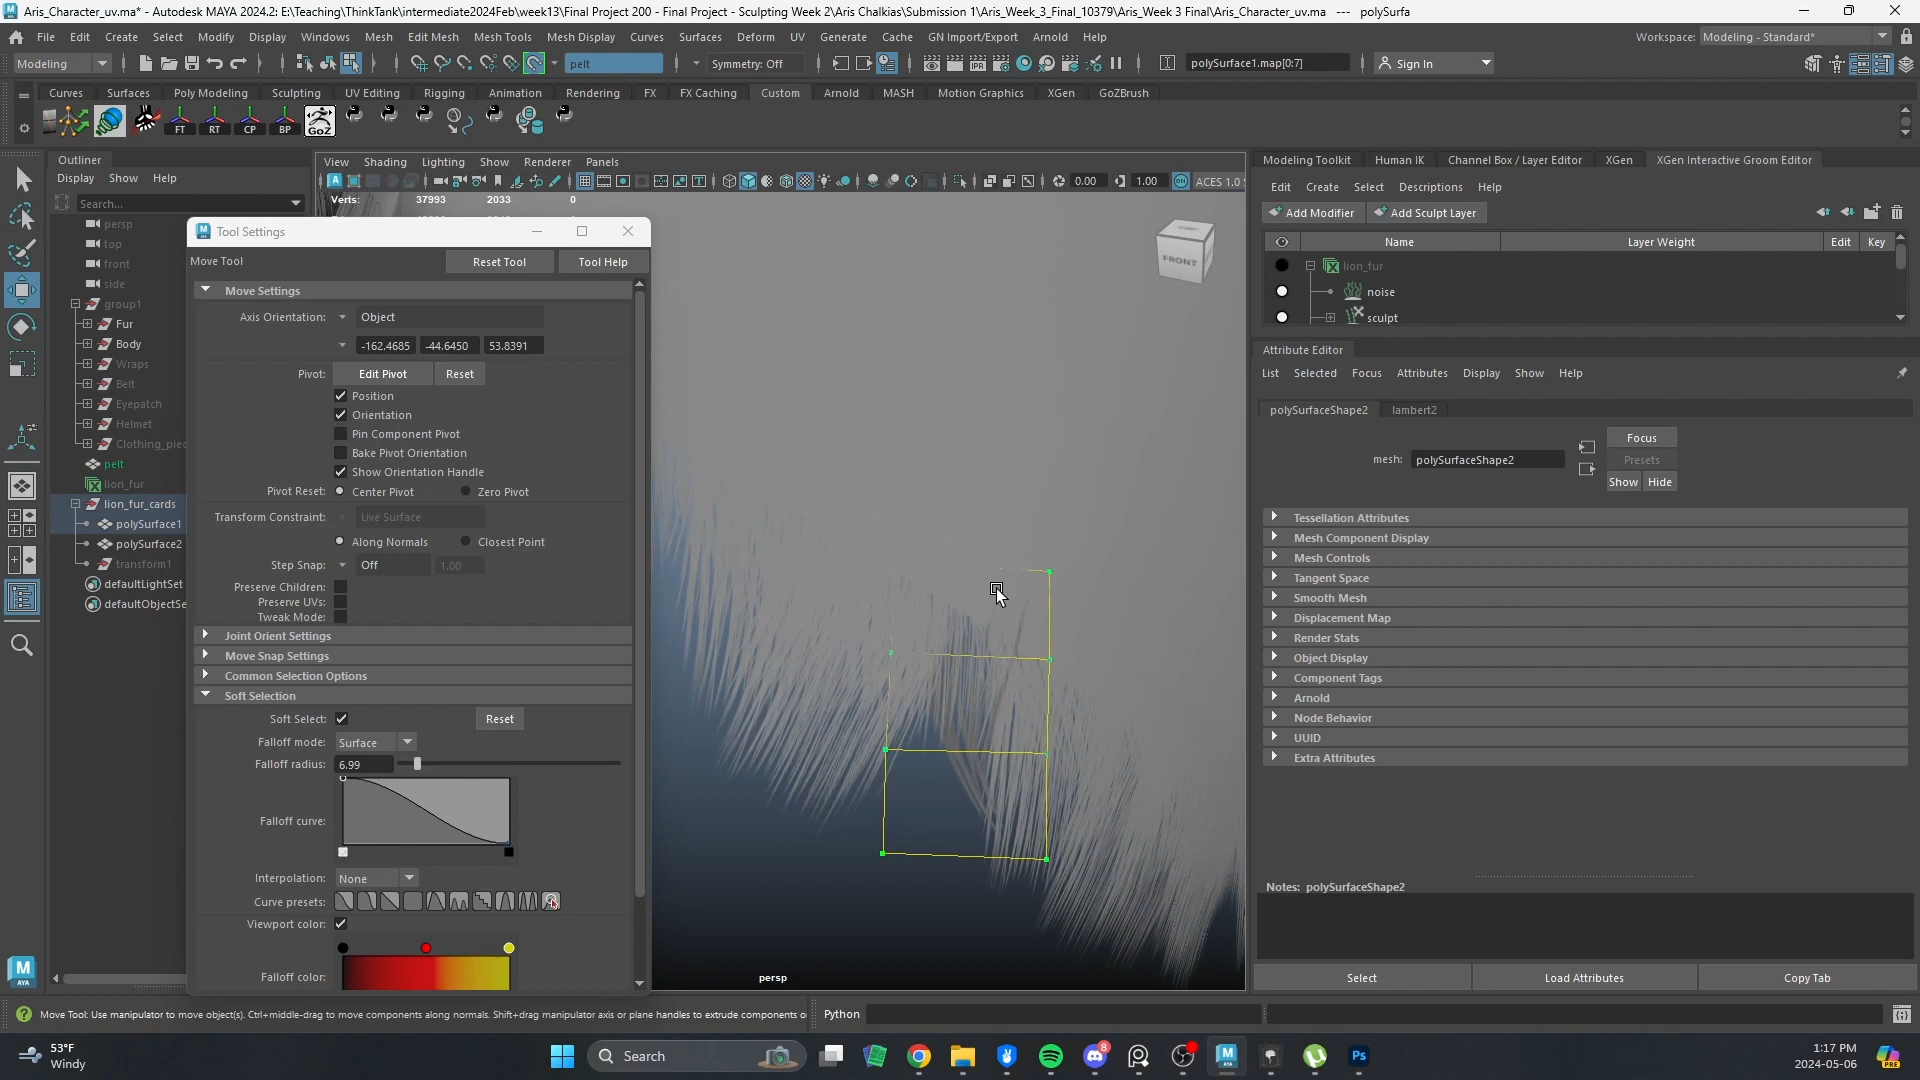 Aris_Character_uv.ma* - Autodesk MAYA 2024.2: E:\Teaching\ThinkTank\intermediate2024Feb\week13\Final Project 200 - Final Project - Sculpting Week 2\Aris Chalkias\Submission 1\Aris_Week_3_Final_10379\Aris_Week 3 Final\Aris_Character_uv.ma --- polySurfa
File Edit Create Select Modify Display Windows Mesh Edit Mesh Mesh Tools Mesh Display Curves Surfaces Deform UV Generate Cache GN Import/Export Arnold Help Workspace: Modeling - Standard*
Modeling pelt Symmetry: Off polySurface1.map[0:7] Sign In
Curves Surfaces Poly Modeling Sculpting UV Editing Rigging Animation Rendering FX FX Caching Custom Arnold MASH Motion Graphics XGen GoZBrush
FT RT CP BP GoZ
Outliner
Display Show Help
Search...
persp
top
front
side
group1
Fur
Body
Wraps
Belt
Eyepatch
Helmet
Clothing_piec
pelt
lion_fur
lion_fur_cards
polySurface1
polySurface2
transform1
defaultLightSet
defaultObjectSe
View Shading Lighting Show Renderer Panels
0.00 1.00 ACES 1.0
Verts: 37993 2033 0
FRONT
persp
Tool Settings
Move Tool Reset Tool Tool Help
Move Settings
Axis Orientation: Object
-162.4685 -44.6450 53.8391
Pivot: Edit Pivot Reset
Position
Orientation
Pin Component Pivot
Bake Pivot Orientation
Show Orientation Handle
Pivot Reset: Center Pivot Zero Pivot
Transform Constraint: Live Surface
Along Normals Closest Point
Step Snap: Off 1.00
Preserve Children:
Preserve UVs:
Tweak Mode:
Joint Orient Settings
Move Snap Settings
Common Selection Options
Soft Selection
Soft Select: Reset
Falloff mode: Surface
Falloff radius: 6.99
Falloff curve:
Interpolation: None
Curve presets:
Viewport color:
Falloff color:
Modeling Toolkit Human IK Channel Box / Layer Editor XGen XGen Interactive Groom Editor
Edit Create Select Descriptions Help
Add Modifier Add Sculpt Layer
Name Layer Weight Edit Key
lion_fur
noise
sculpt
Attribute Editor
List Selected Focus Attributes Display Show Help
polySurfaceShape2 lambert2
Focus
mesh: polySurfaceShape2
Presets
Show Hide
Tessellation Attributes
Mesh Component Display
Mesh Controls
Tangent Space
Smooth Mesh
Displacement Map
Render Stats
Object Display
Component Tags
Arnold
Node Behavior
UUID
Extra Attributes
Notes: polySurfaceShape2
Select Load Attributes Copy Tab
Move Tool: Use manipulator to move object(s). Ctrl+middle-drag to move components along normals. Shift+drag manipulator axis or plane handles to extrude components o
Python
53°F
Windy
Search
8
1:17 PM
2024-05-06